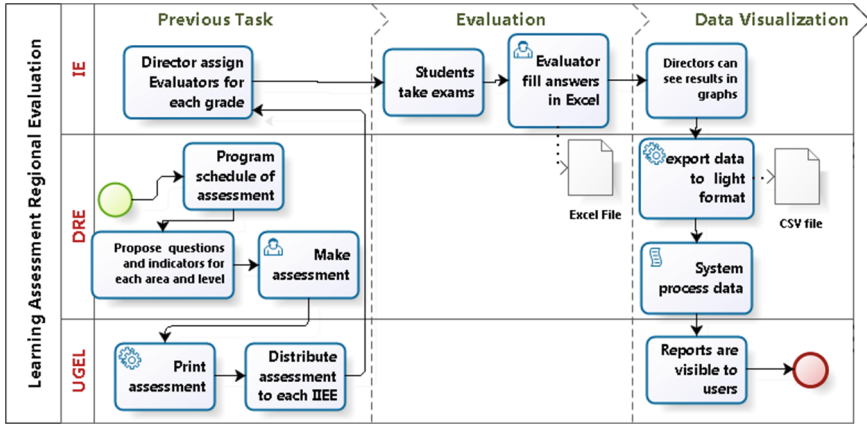 Previous Task
Evaluation
Data Visualization
Learning Assessment Regional Evaluation
IE
Director assign
Evaluators for
each grade
Students
take exams
Evaluator
fill answers
in Excel
Directors can
see results in
graphs
Excel File
DRE
Program
schedule of
assessment
Propose questions
and indicators for
each area and level
Make
assessment
export data
to light
format
CSV file
System
process data
UGEL
Print
assessment
Distribute
assessment
to each IIEE
Reports are
visible to
users